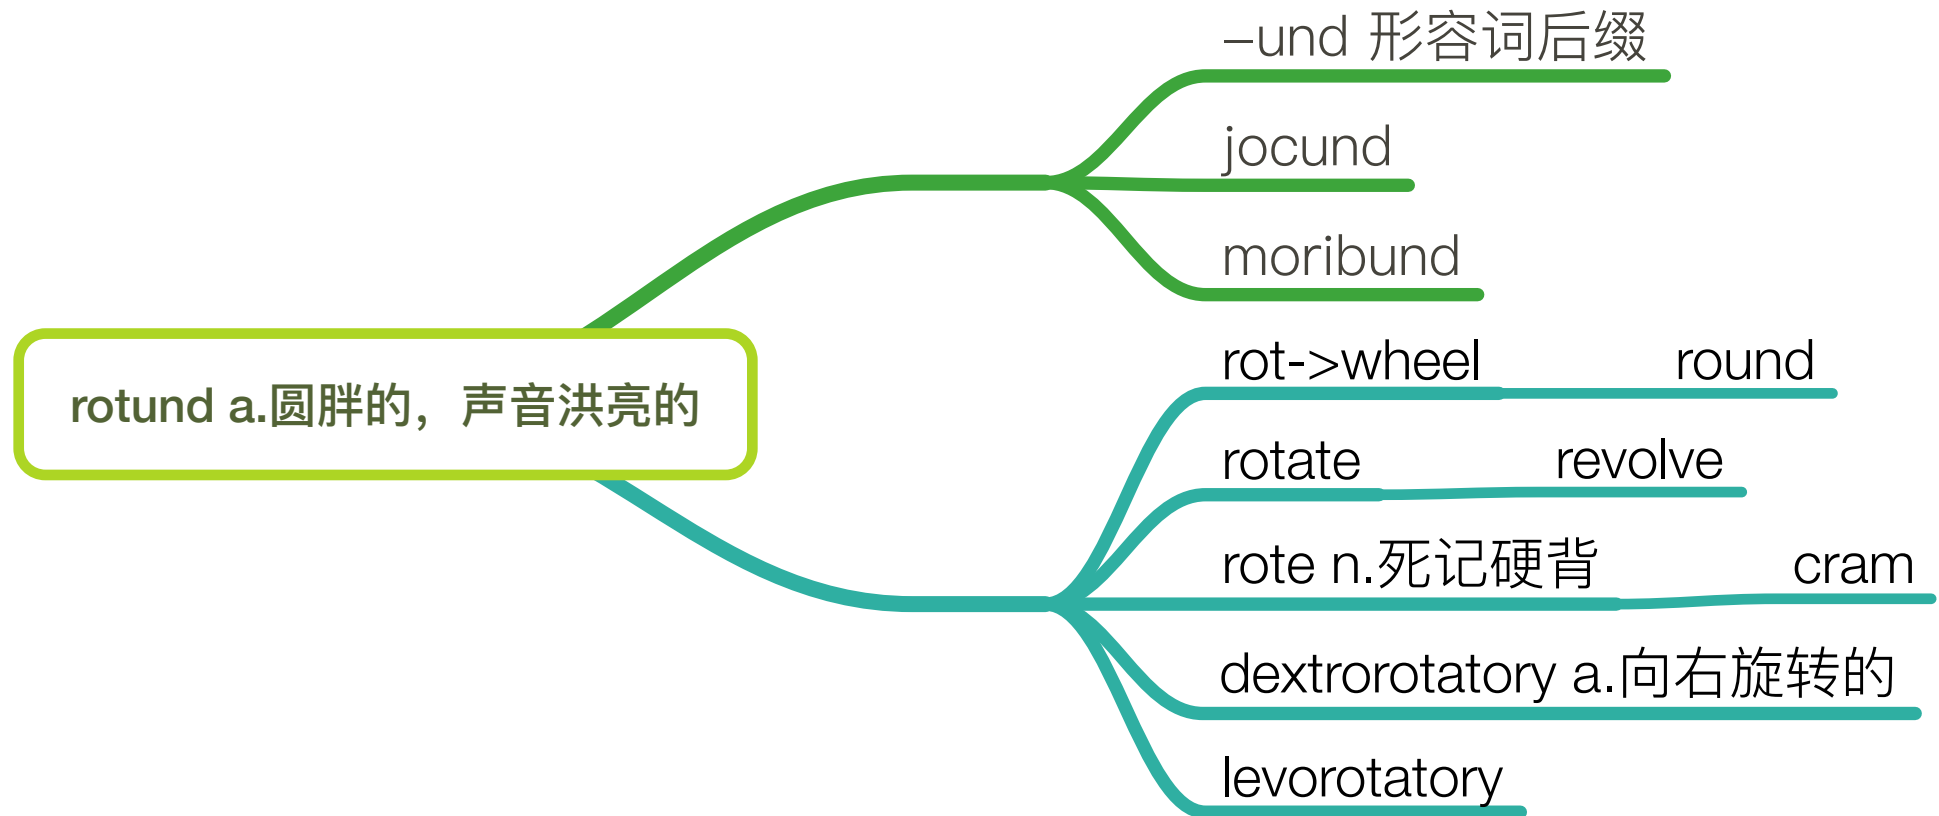 –und 形容词后缀
jocund
moribund
rotund a.圆胖的，声音洪亮的
rot->wheel
round
rotate
revolve
rote n.死记硬背
cram
dextrorotatory a.向右旋转的
levorotatory